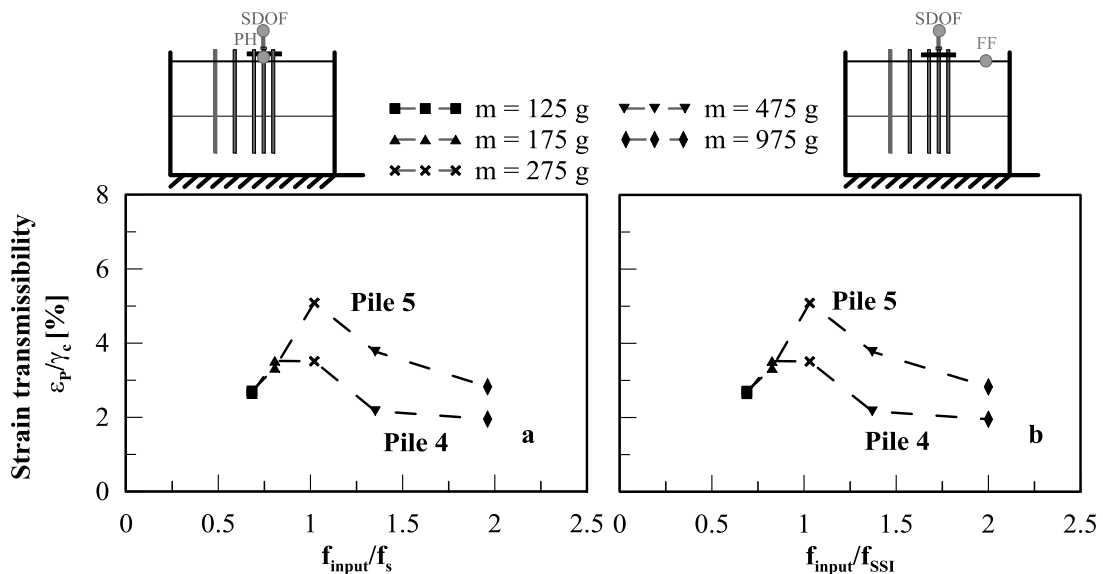 SDOF
PH
SDOF
FF
m = 125 g
m = 175 g
m = 275 g
m = 475 g
m = 975 g
Strain transmissibility
εP/γc [%]
8
6
4
2
0
Pile 5
Pile 4
a
0 0.5 1 1.5 2 2.5
finput/fs
Pile 5
Pile 4
b
0 0.5 1 1.5 2 2.5
finput/fSSI